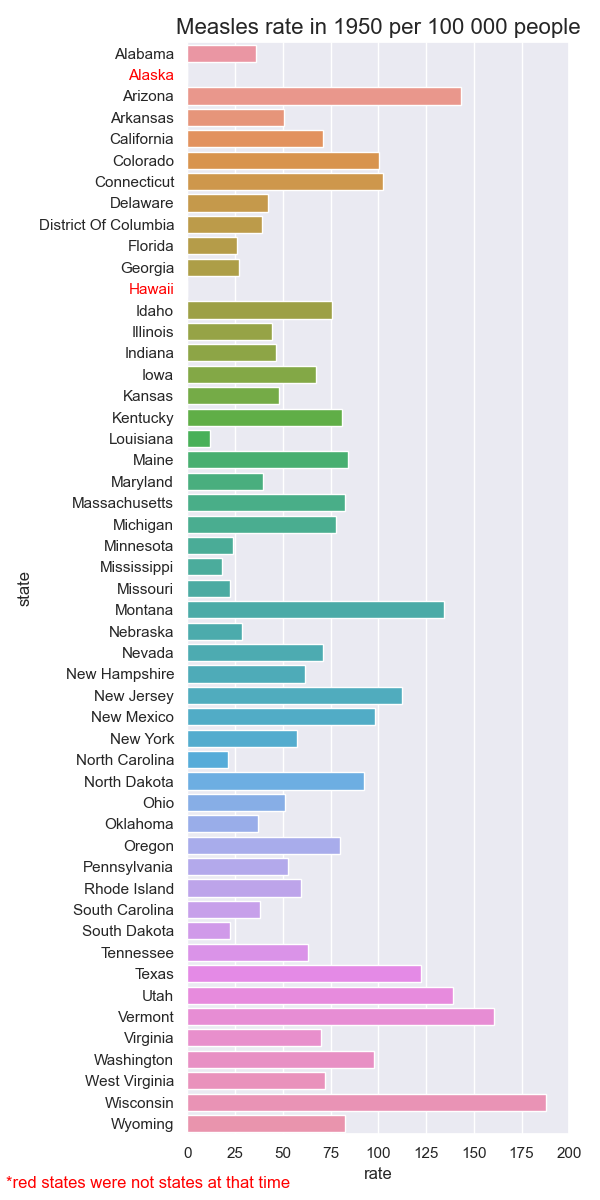 Measles rate in 1950 per 100 000 people
Alabama
Alaska
Arizona
Arkansas
California
Colorado
Connecticut
Delaware
District Of Columbia
Florida
Georgia
Hawaii
Idaho
Illinois
Indiana
Iowa
Kansas
Kentucky
Louisiana
Maine
Maryland
Massachusetts
Michigan
Minnesota
Mississippi
Missouri
Montana
Nebraska
Nevada
New Hampshire
New Jersey
New Mexico
New York
North Carolina
North Dakota
Ohio
Oklahoma
Oregon
Pennsylvania
Rhode Island
South Carolina
South Dakota
Tennessee
Texas
Utah
Vermont
Virginia
Washington
West Virginia
Wisconsin
Wyoming
state
0 25 50 75 100 125 150 175 200
rate
*red states were not states at that time